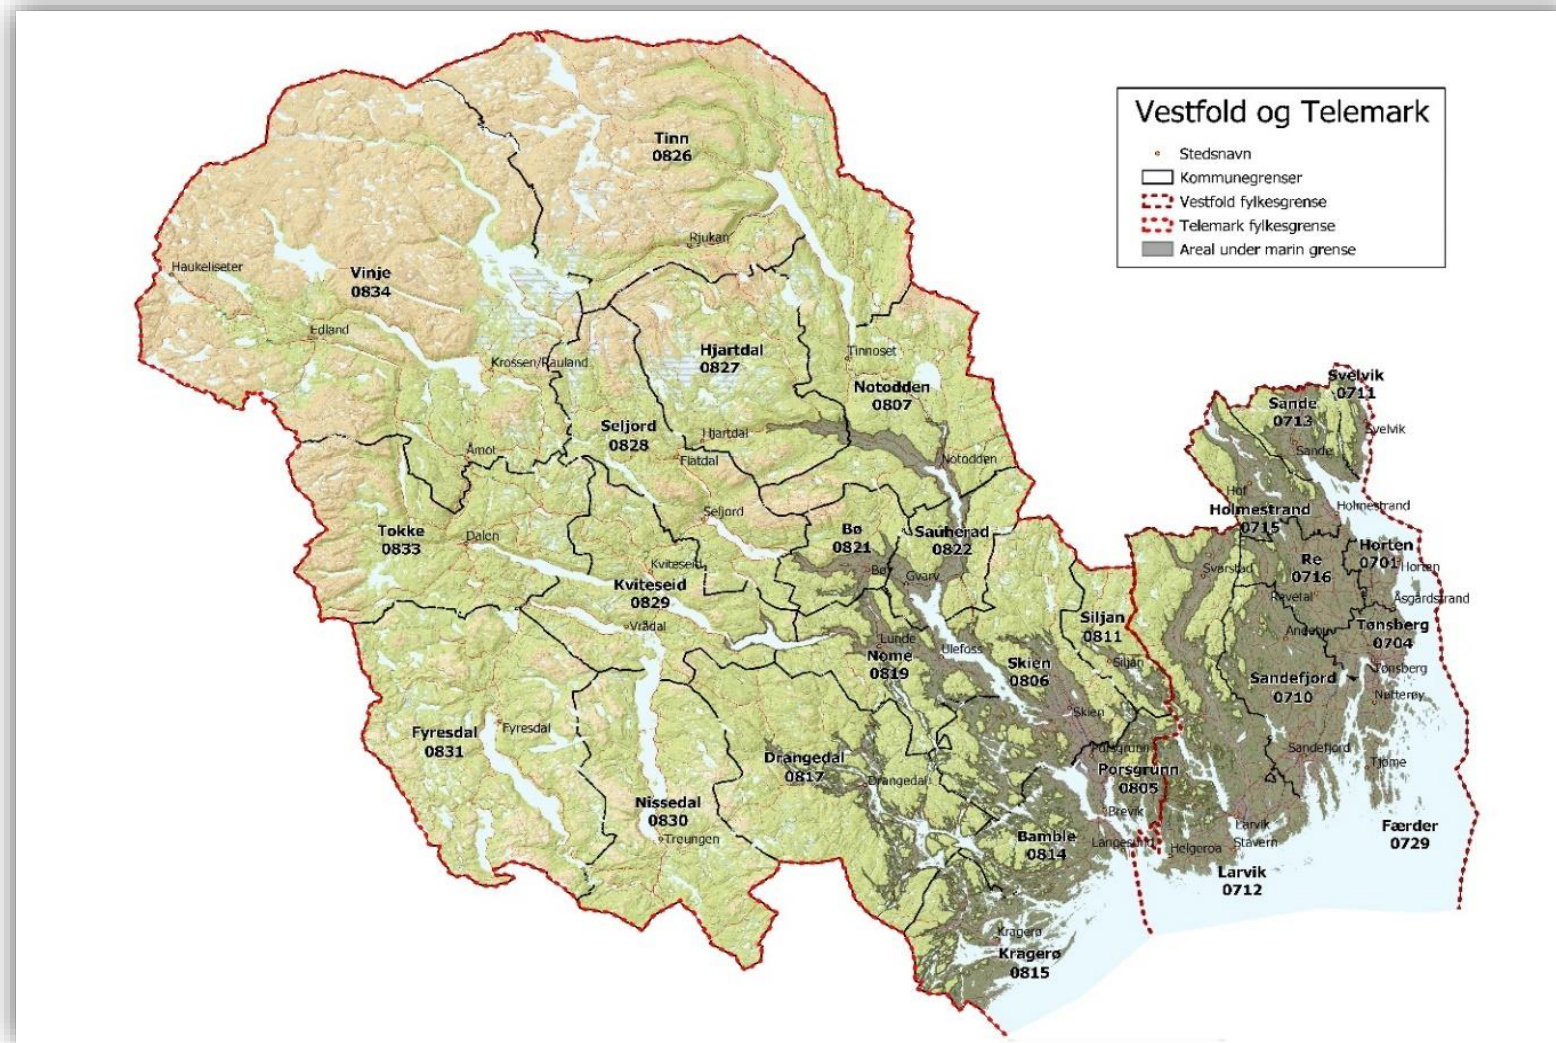 Vestfold og Telemark
Stedsnavn
Kommunegrenser
Vestfold fylkesgrense
Telemark fylkesgrense
Areal under marin grense
Tinn
0826
Rjukan
Haukeliseter
Vinje
0834
Edland
Krossen/Rauland
Hjartdal
0827
Tinnoset
Notodden
0807
Svelvik
0711
Sande
0713
Svelvik
Sande
Seljord
0828
Hjartdal
Flatdal
Åmot
Notodden
Hof
Holmestrand
0715
Holmestrand
Seljord
Tokke
0833
Dalen
Bø
0821
Bø
Sauherad
0822
Gvarv
Kviteseid
Kviteseid
0829
Vrådal
Svarstad
Re
0716
Revetal
Horten
0701
Horten
Åsgårdstrand
Siljan
0811
Siljan
Andebu
Tønsberg
0704
Tønsberg
Lunde
Nome
0819
Ulefoss
Skien
0806
Skien
Sandefjord
0710
Nøtterøy
Fyresdal
0831
Fyresdal
Drangedal
0817
Drangedal
Porsgrunn
Porsgrunn
0805
Sandefjord
Tjøme
Nissedal
0830
Treungen
Brevik
Bamble
0814
Langesund
Larvik
Stavern
Helgeroa
Larvik
0712
Færder
0729
Kragerø
Kragerø
0815